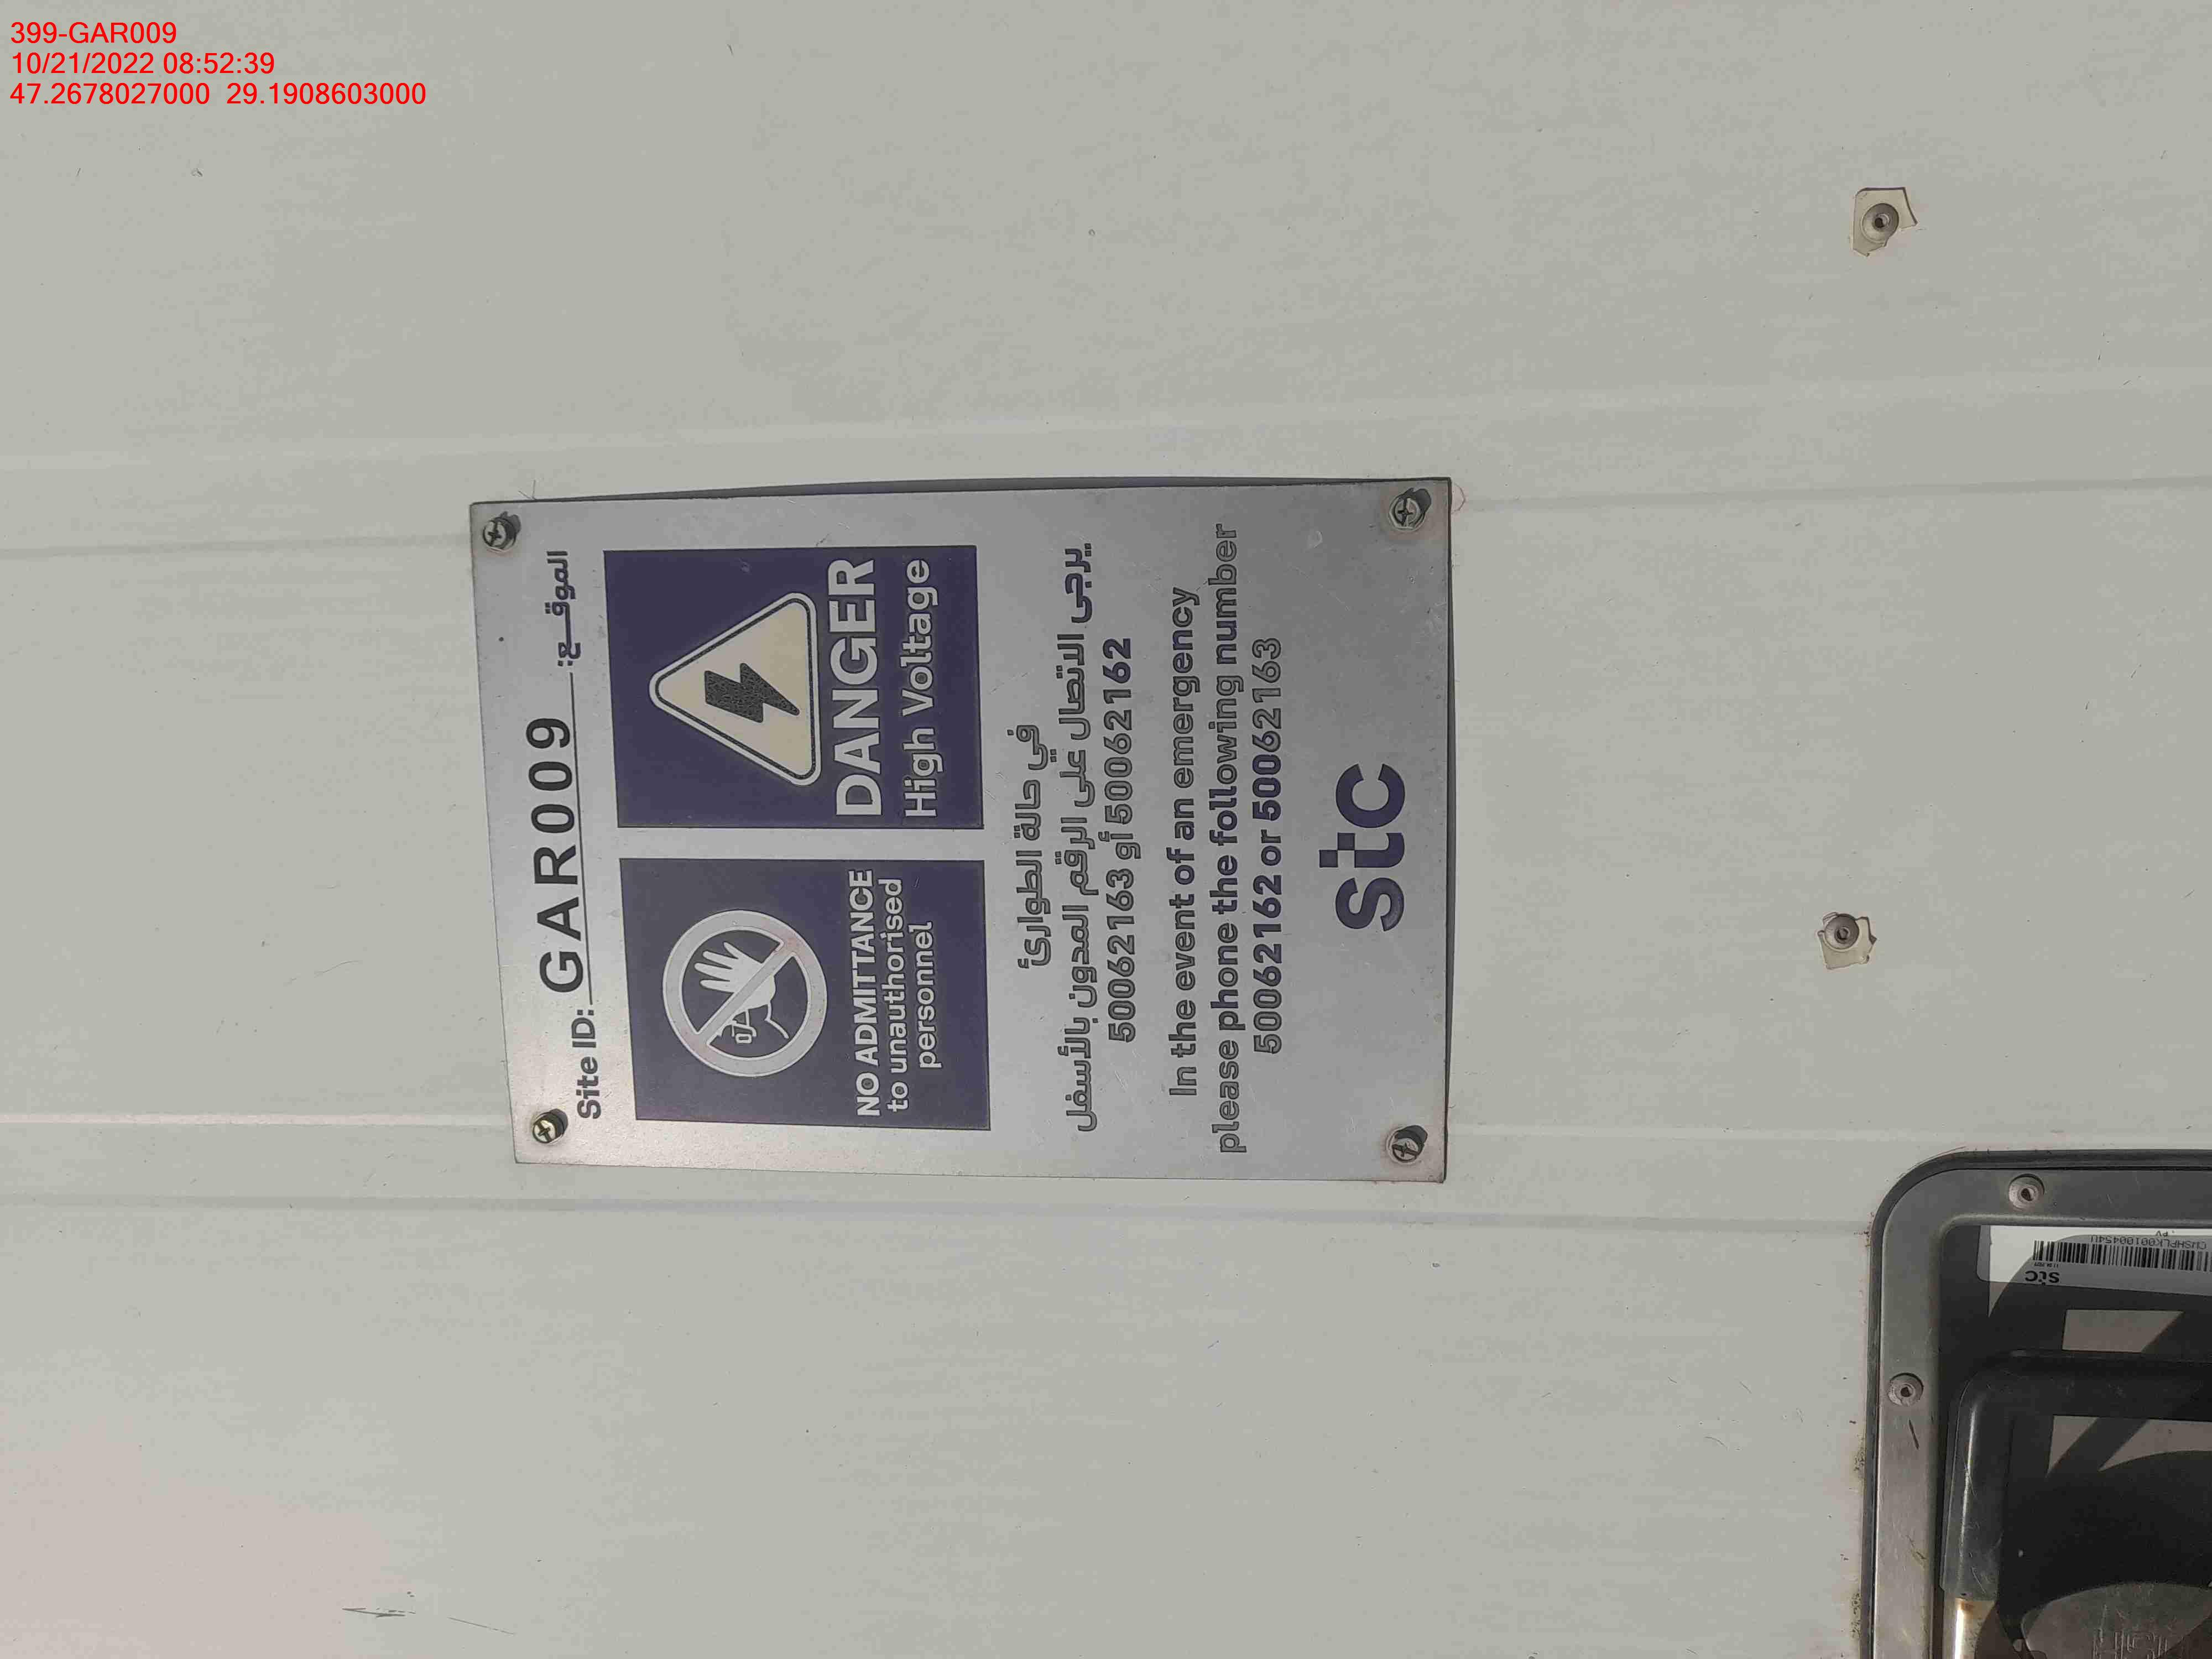 399-GAR009
10/21/2022 08:52:39
47.2678027000 29.1908603000
Site ID: GAR009 الموقـع:
NO ADMITTANCE
to unauthorised
personnel
DANGER
High Voltage
في حالة الطوارئ
يرجى الاتصال على الرقم المدون بالأسفل
50062162 أو 50062163
In the event of an emergency
please phone the following number
50062162 or 50062163
stc
stc